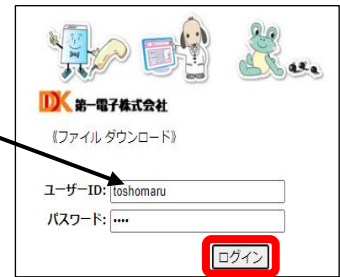 DK 第一電子株式会社
《ファイル ダウンロード》
ユーザーID: toshomaru
パスワード: ••••
ログイン